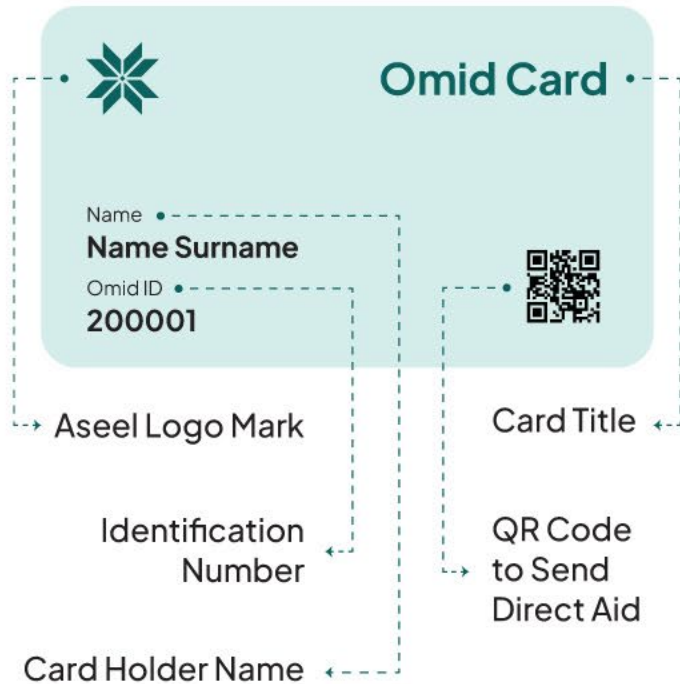 Omid Card
Name
Name Surname
Omid ID
200001
Aseel Logo Mark
Card Title
Identification
Number
QR Code
to Send
Direct Aid
Card Holder Name